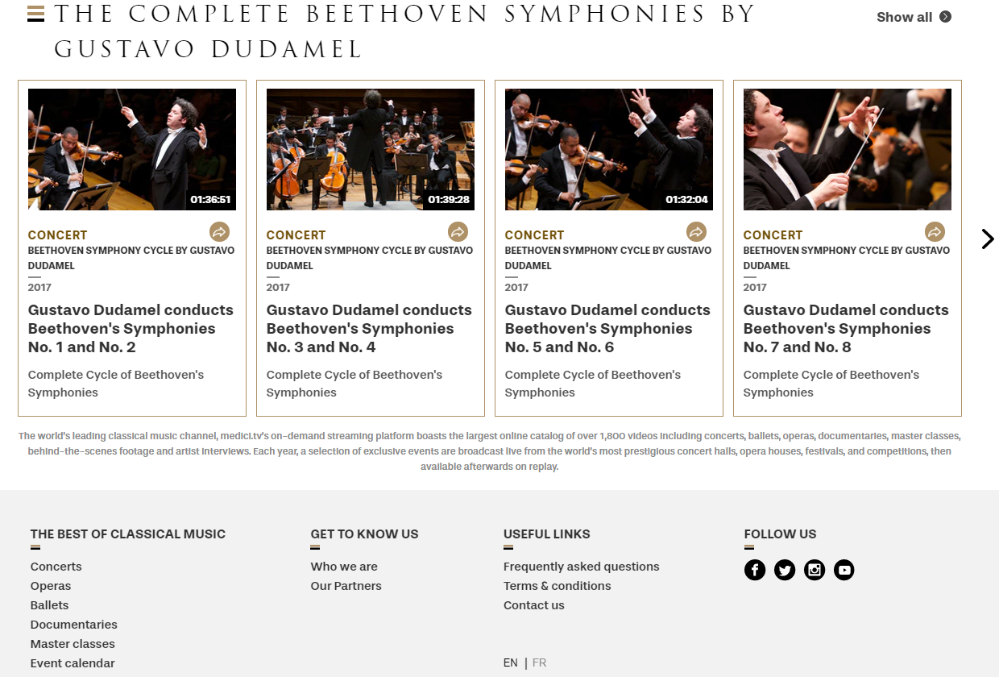 THE COMPLETE BEETHOVEN SYMPHONIES BY
GUSTAVO DUDAMEL
Show all
01:36:51
CONCERT
BEETHOVEN SYMPHONY CYCLE BY GUSTAVO
DUDAMEL
2017
Gustavo Dudamel conducts
Beethoven's Symphonies
No. 1 and No. 2
Complete Cycle of Beethoven's
Symphonies
01:39:28
CONCERT
BEETHOVEN SYMPHONY CYCLE BY GUSTAVO
DUDAMEL
2017
Gustavo Dudamel conducts
Beethoven's Symphonies
No. 3 and No. 4
Complete Cycle of Beethoven's
Symphonies
01:32:04
CONCERT
BEETHOVEN SYMPHONY CYCLE BY GUSTAVO
DUDAMEL
2017
Gustavo Dudamel conducts
Beethoven's Symphonies
No. 5 and No. 6
Complete Cycle of Beethoven's
Symphonies
CONCERT
BEETHOVEN SYMPHONY CYCLE BY GUSTAVO
DUDAMEL
2017
Gustavo Dudamel conducts
Beethoven's Symphonies
No. 7 and No. 8
Complete Cycle of Beethoven's
Symphonies
The world's leading classical music channel, medici.tv's on-demand streaming platform boasts the largest online catalog of over 1,800 videos including concerts, ballets, operas, documentaries, master classes,
behind-the-scenes footage and artist interviews. Each year, a selection of exclusive events are broadcast live from the world's most prestigious concert halls, opera houses, festivals, and competitions, then
available afterwards on replay.
THE BEST OF CLASSICAL MUSIC
Concerts
Operas
Ballets
Documentaries
Master classes
Event calendar
GET TO KNOW US
Who we are
Our Partners
USEFUL LINKS
Frequently asked questions
Terms & conditions
Contact us
EN | FR
FOLLOW US